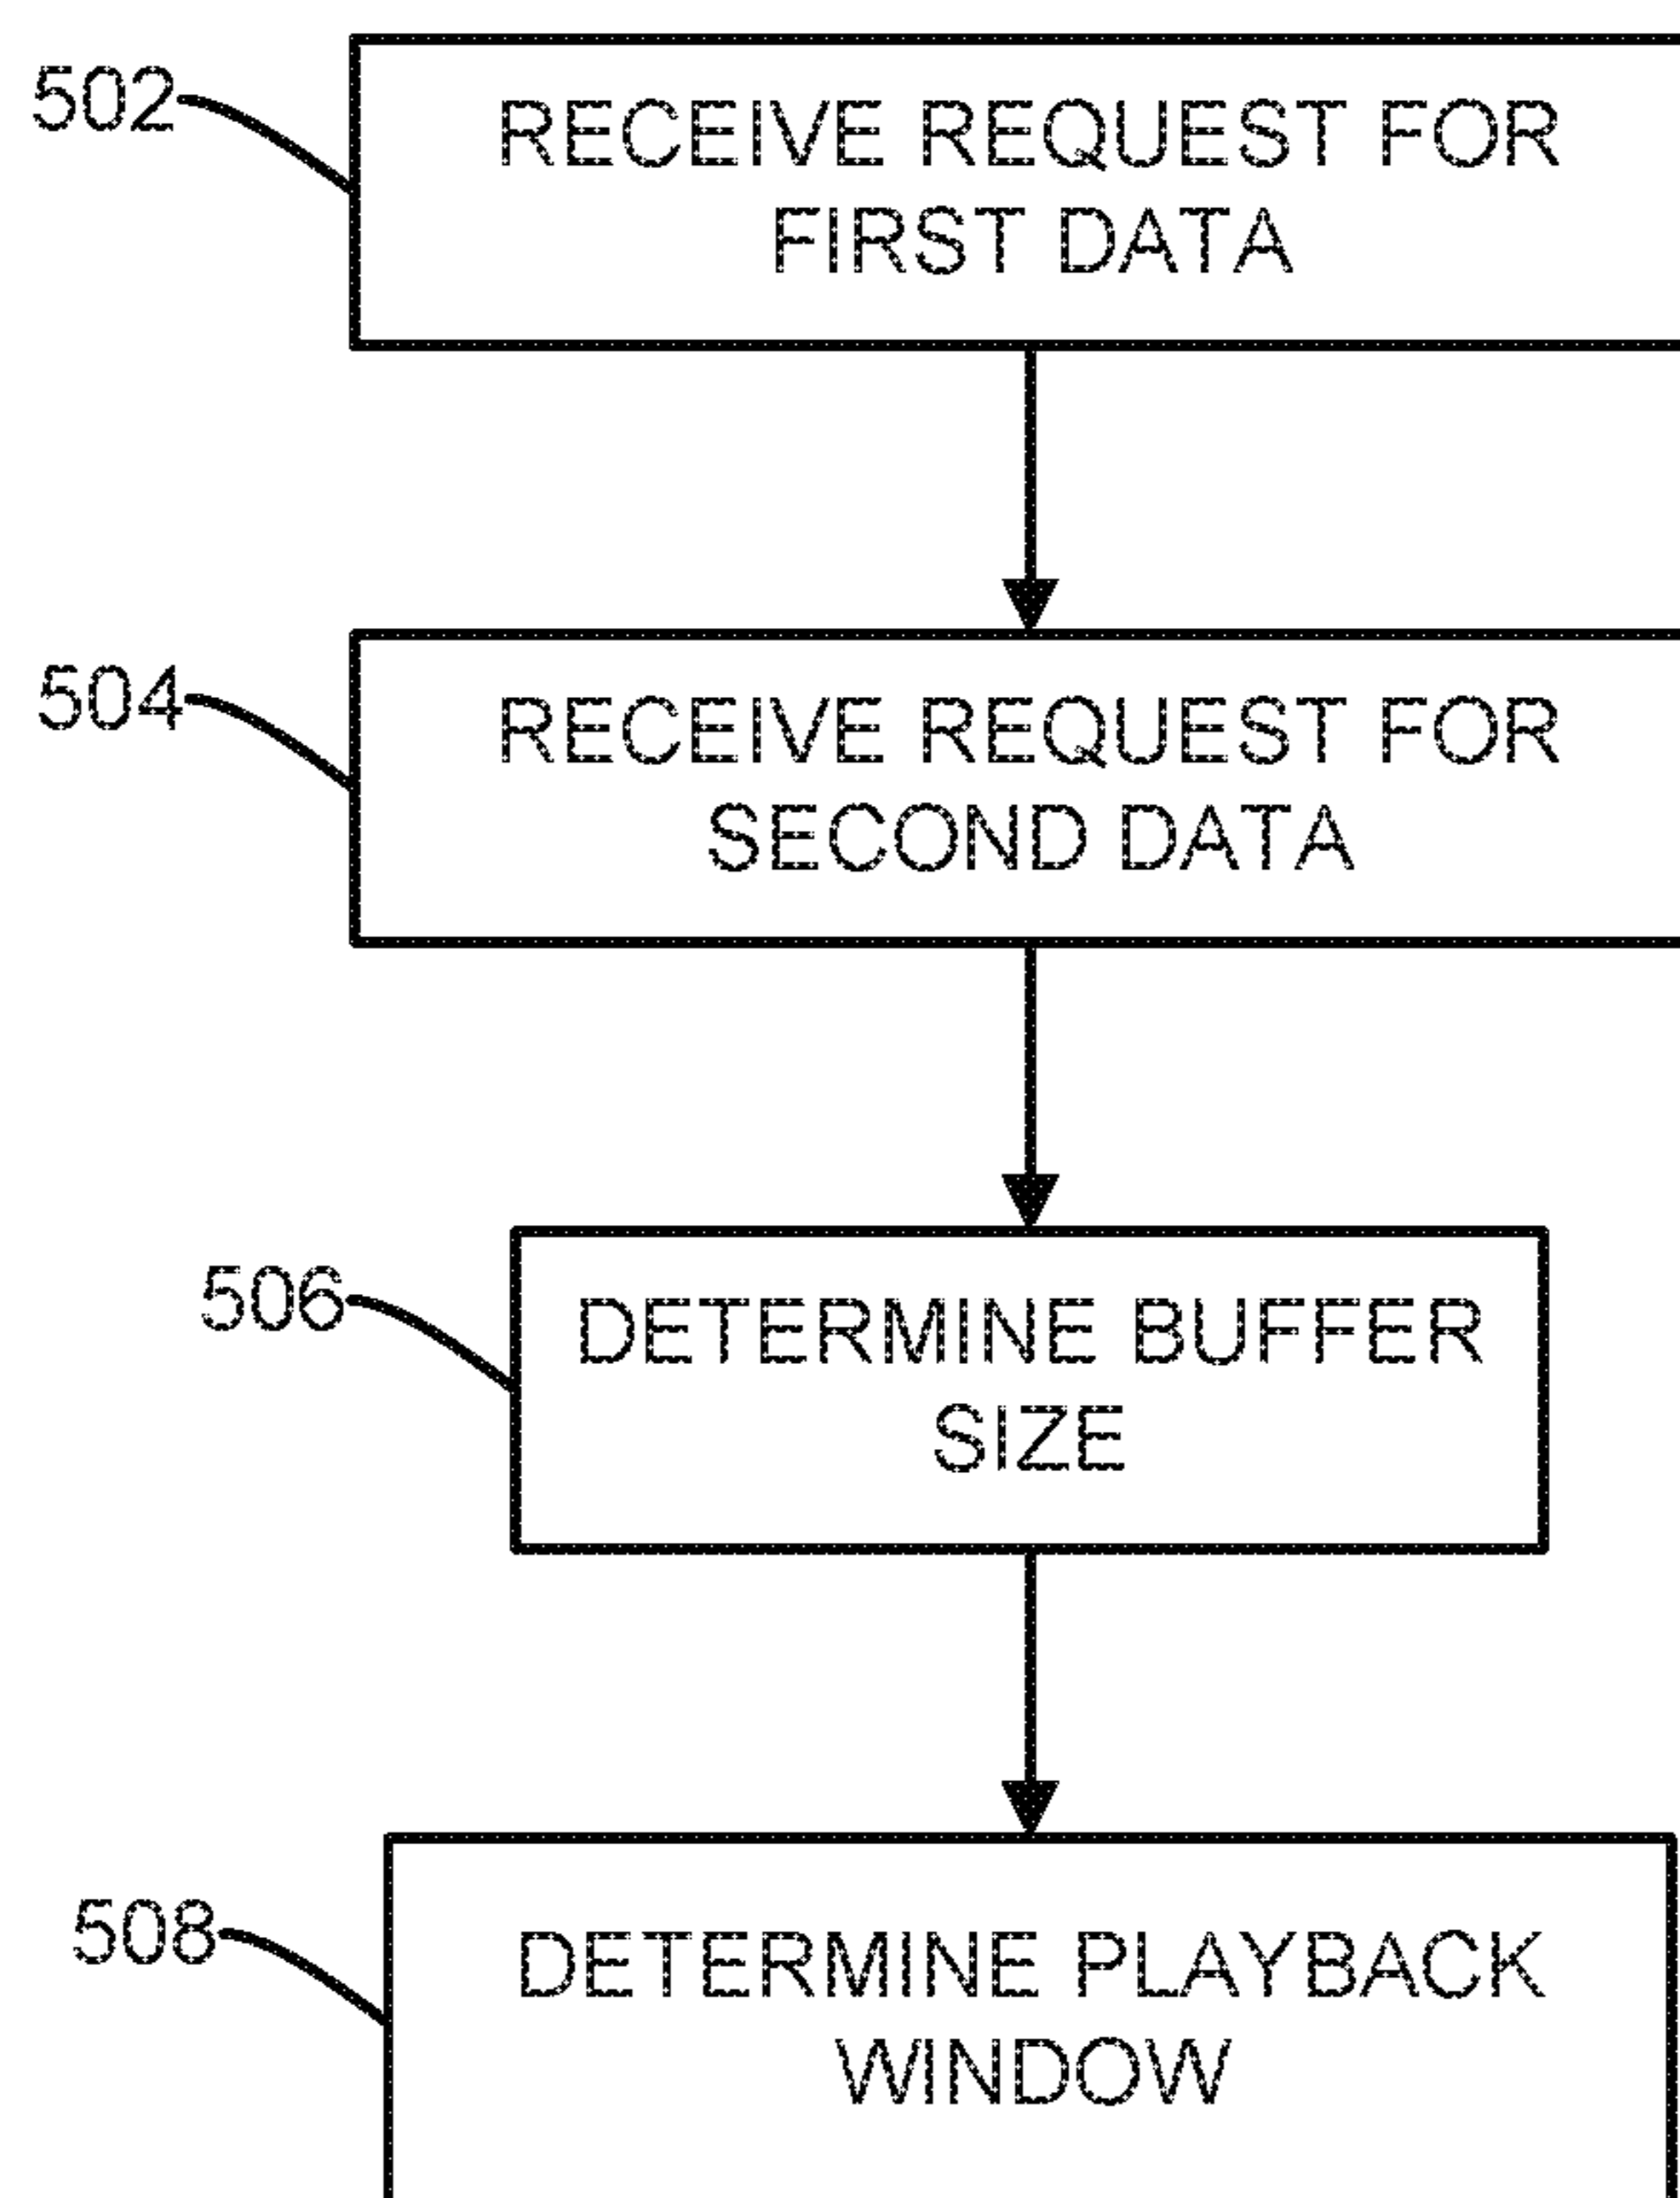 502
RECEIVE REQUEST FOR
FIRST DATA
504
RECEIVE REQUEST FOR
SECOND DATA
506
DETERMINE BUFFER
SIZE
508
DETERMINE PLAYBACK
WINDOW